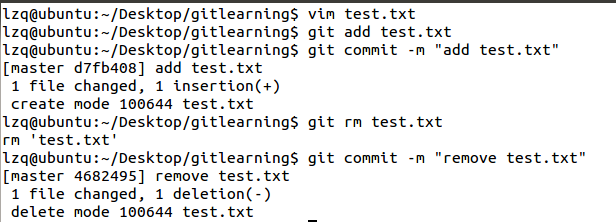 lzq@ubuntu:~/Desktop/gitlearning$ vim test.txt
lzq@ubuntu:~/Desktop/gitlearning$ git add test.txt
lzq@ubuntu:~/Desktop/gitlearning$ git commit -m "add test.txt"
[master d7fb408] add test.txt
 1 file changed, 1 insertion(+)
 create mode 100644 test.txt
lzq@ubuntu:~/Desktop/gitlearning$ git rm test.txt
rm 'test.txt'
lzq@ubuntu:~/Desktop/gitlearning$ git commit -m "remove test.txt"
[master 4682495] remove test.txt
 1 file changed, 1 deletion(-)
 delete mode 100644 test.txt